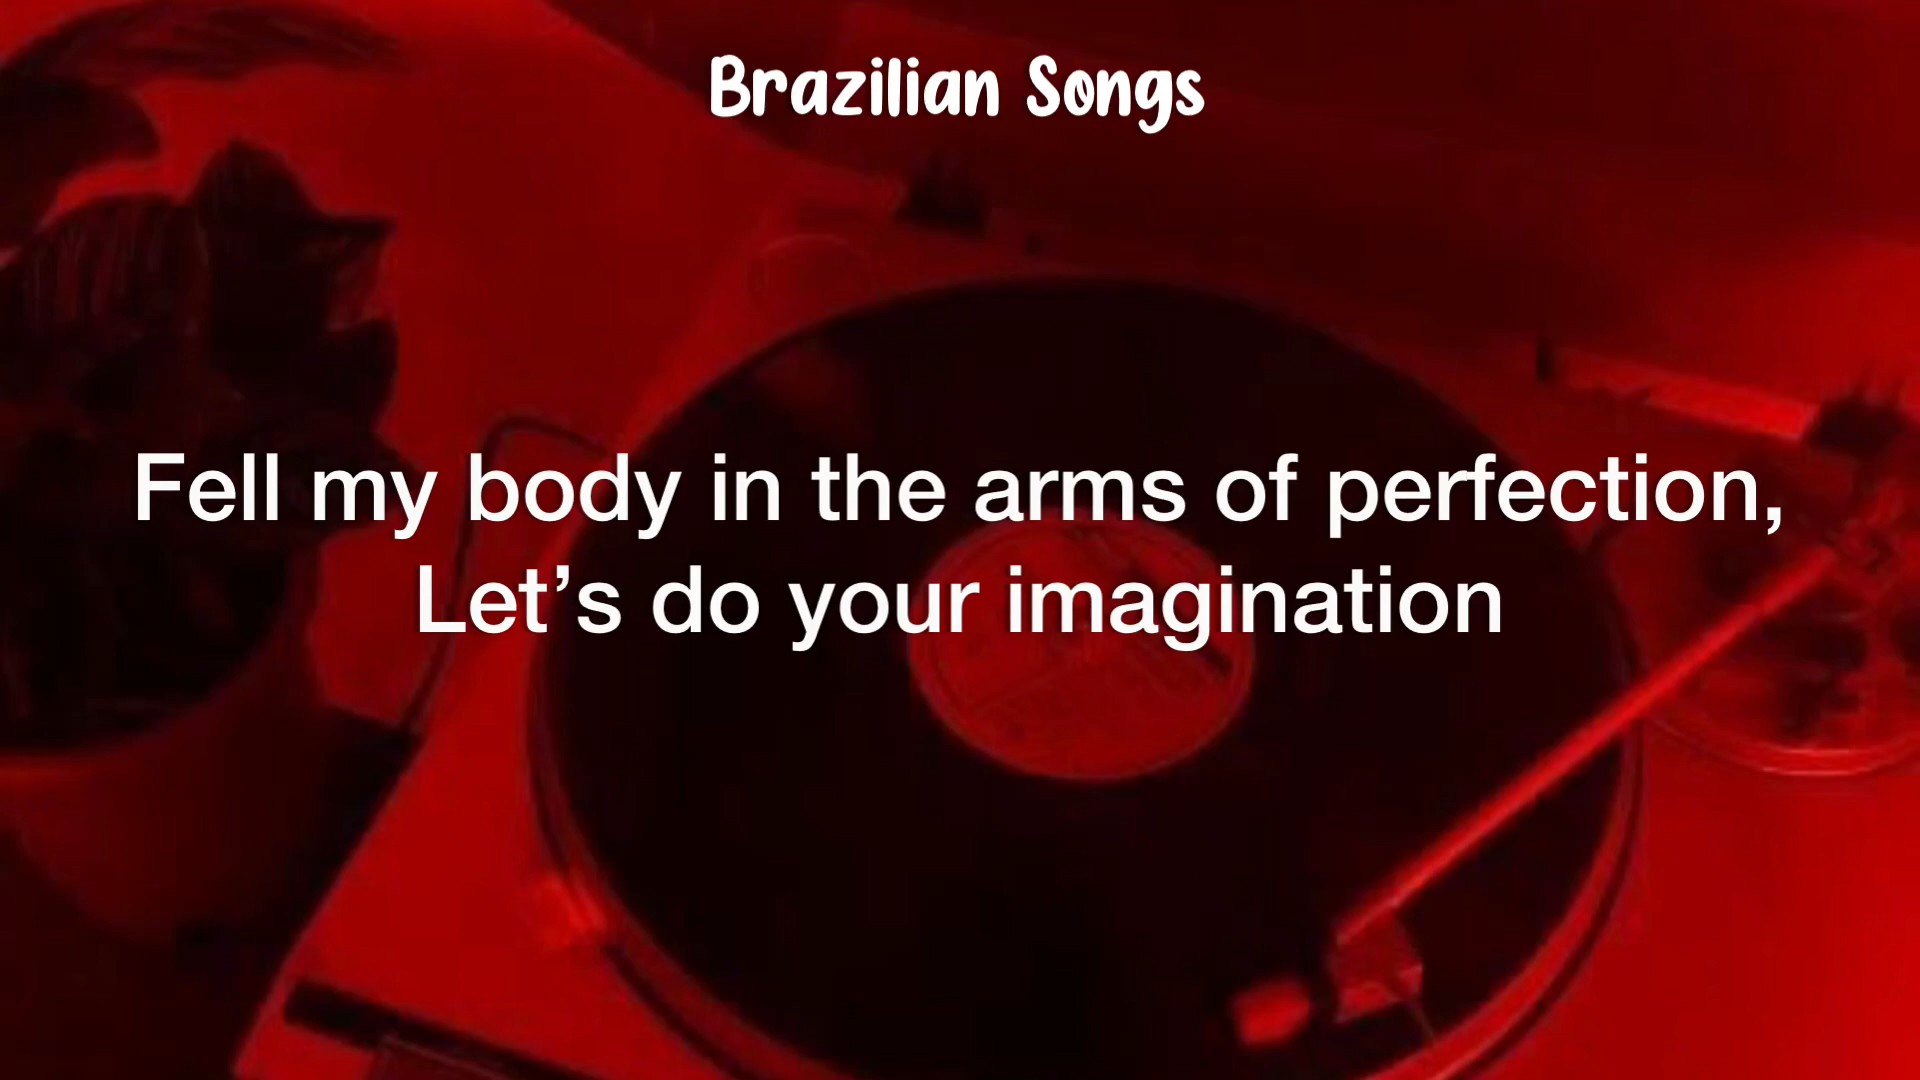 Brazilian Songs
Fell my body in the arms of perfection,
Let’s do your imagination